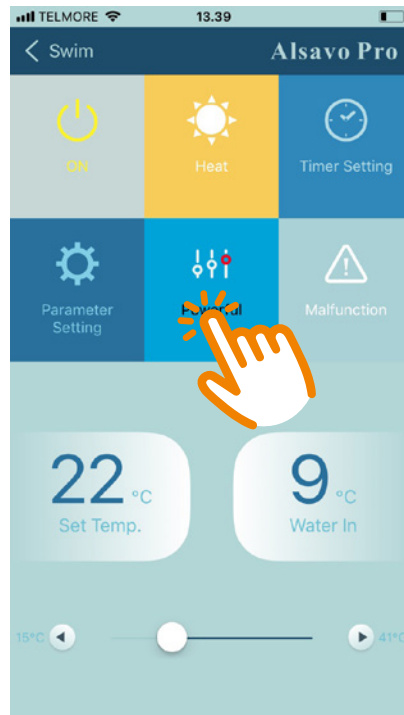 TELMORE 13.39
Swim Alsavo Pro
ON Heat Timer Setting
Parameter
Setting
Powerful
Malfunction
22 °C
Set Temp.
9 °C
Water In
15°C 41°C